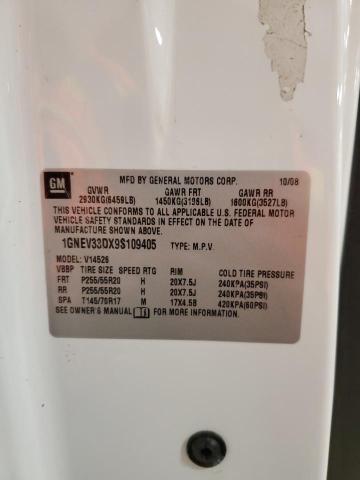 GM
MFD BY GENERAL MOTORS CORP. 10/08
GVWR GAWR FRT GAWR RR
2930KG(6459LB) 1450KG(3196LB) 1600KG(3527LB)
THIS VEHICLE CONFORMS TO ALL APPLICABLE U.S. FEDERAL MOTOR
VEHICLE SAFETY STANDARDS IN EFFECT ON THE DATE OF
MANUFACTURE SHOWN ABOVE.
1GNEV33DX9S109405 TYPE: M.P.V.
MODEL: V14526
VBBP TIRE SIZE SPEED RTG RIM COLD TIRE PRESSURE
FRT P255/55R20 H 20X7.5J 240KPA(35PSI)
RR P255/55R20 H 20X7.5J 240KPA(35PSI)
SPA T145/70R17 M 17X4.5B 420KPA(60PSI)
SEE OWNER'S MANUAL FOR MORE INFORMATION.